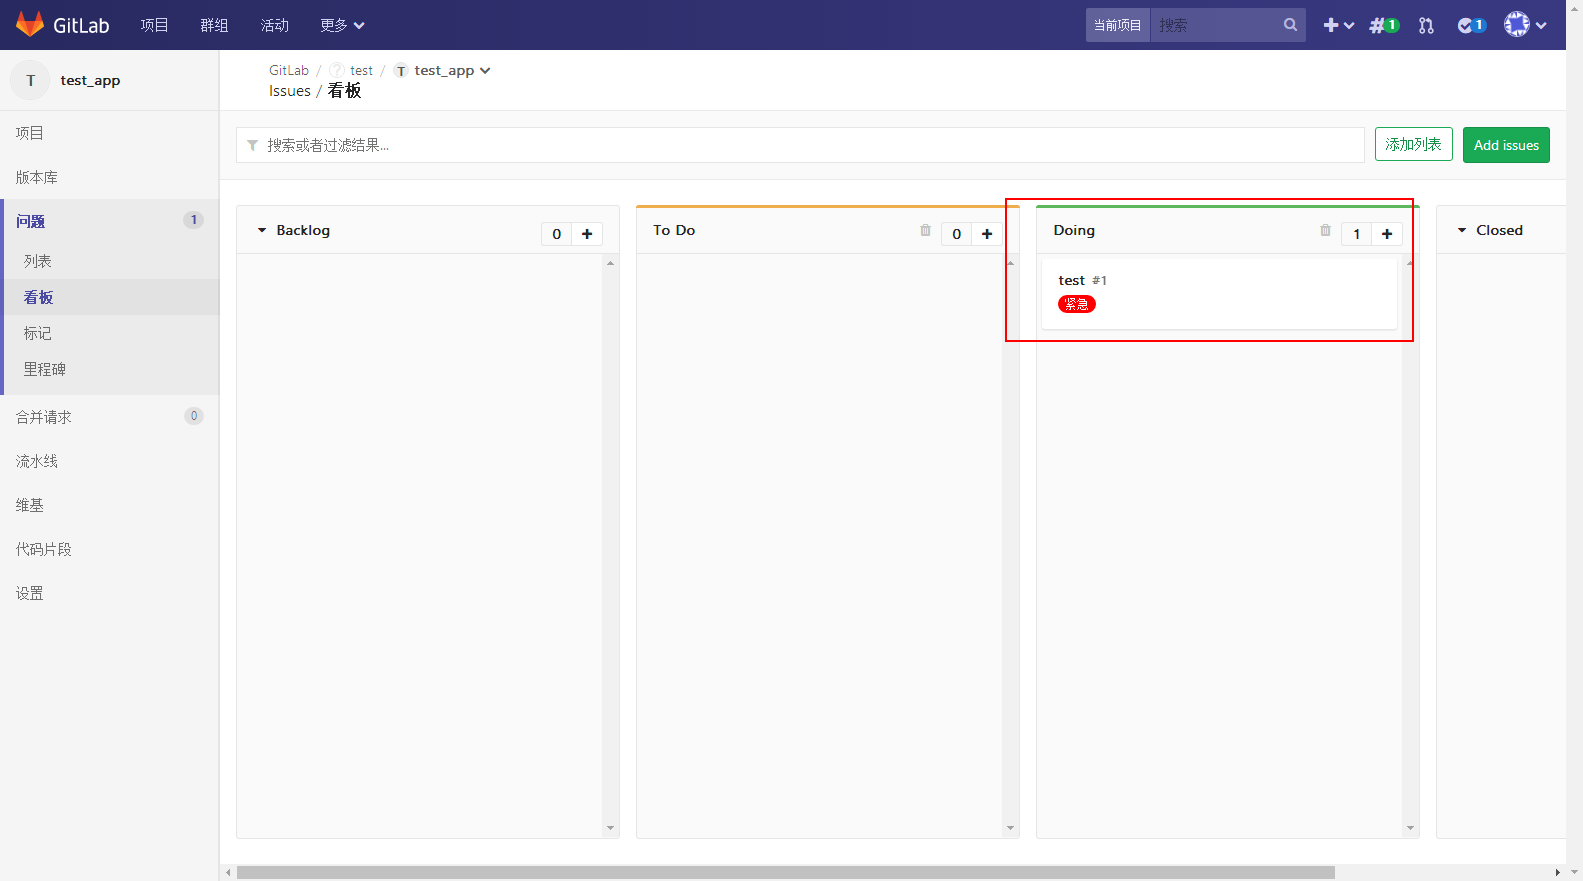 GitLab 项目 群组 活动 更多 当前项目 搜索 1 1
T test_app
GitLab / test / T test_app
Issues / 看板
项目
版本库
问题 1
列表
看板
标记
里程碑
合并请求 0
流水线
维基
代码片段
设置
搜索或者过滤结果... 添加列表 Add issues
Backlog 0
To Do 0
Doing 1
test #1
紧急
Closed